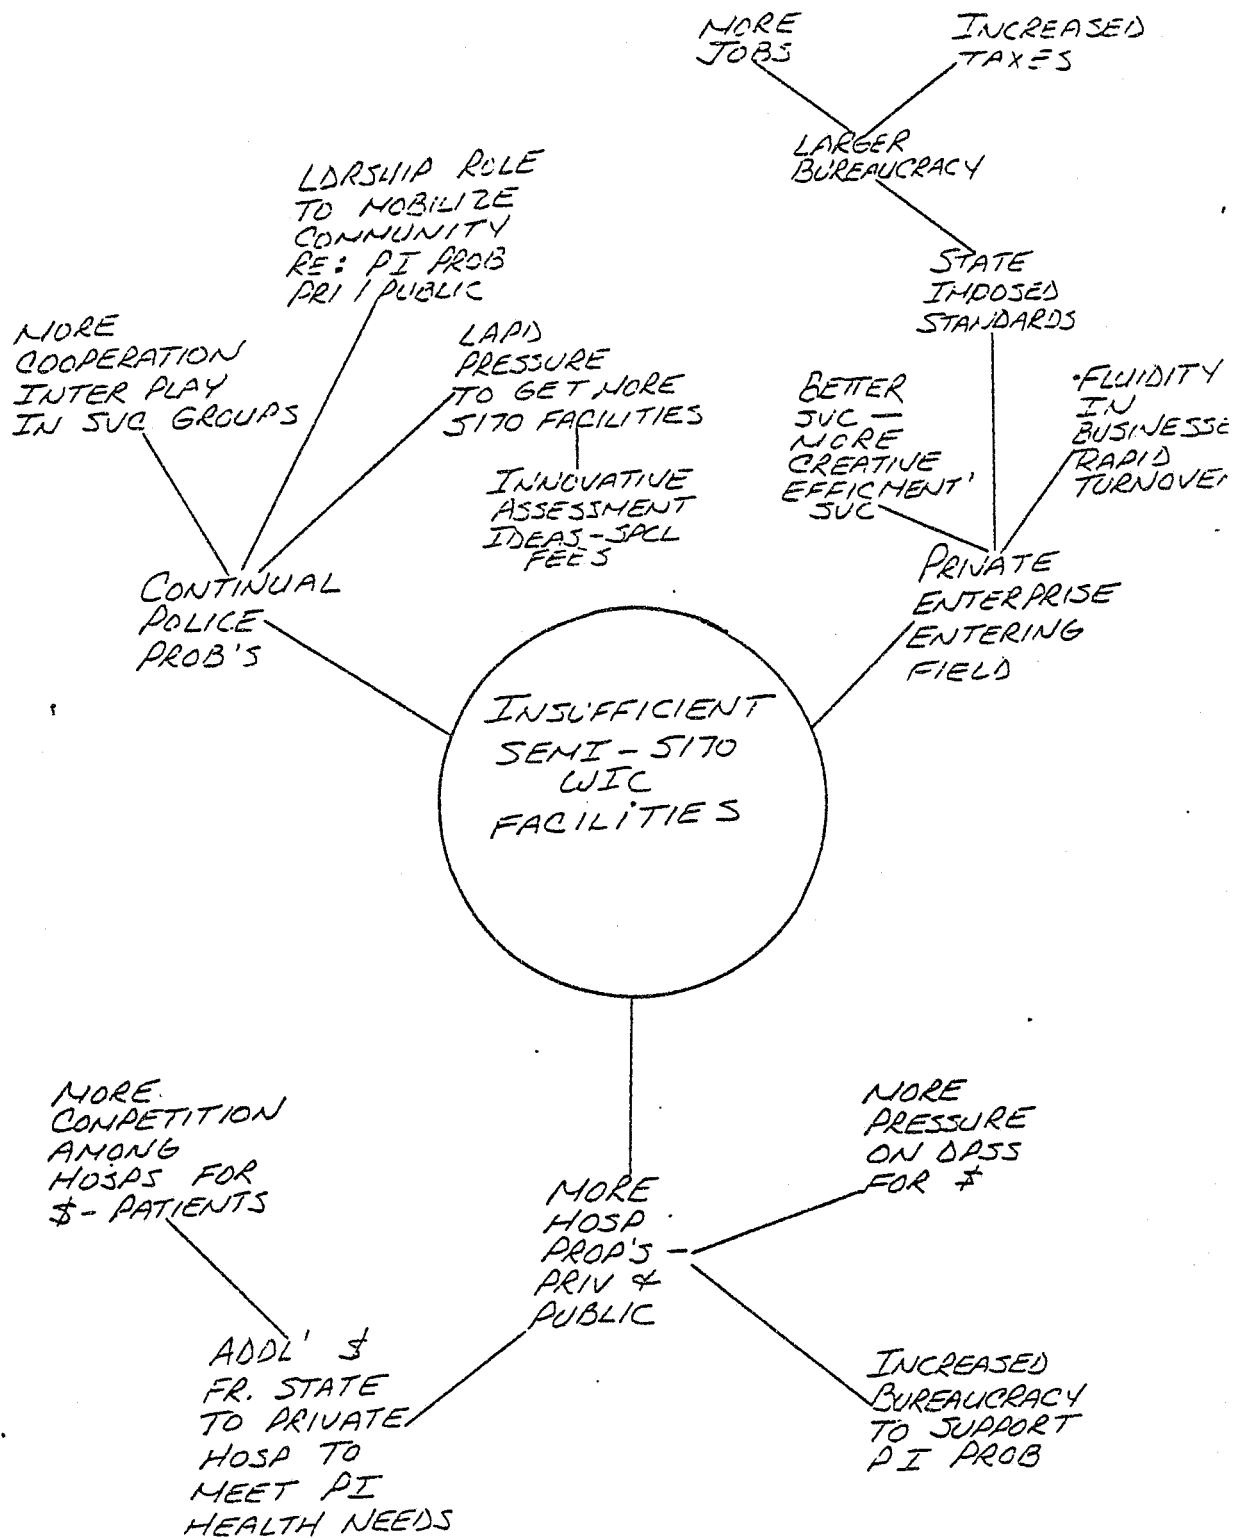 MORE
JOBS
INCREASED
TAXES
LARGER
BUREAUCRACY
STATE
IMPOSED
STANDARDS
LDRSHIP ROLE
TO MOBILIZE
COMMUNITY
RE: PI PROB
PRI / PUBLIC
MORE
COOPERATION
INTER PLAY
IN SVC GROUPS
LAPD
PRESSURE
TO GET MORE
5170 FACILITIES
INNOVATIVE
ASSESSMENT
IDEAS-SPCL
FEES
BETTER
SVC —
MORE
CREATIVE
EFFICMENT'
SVC
•FLUIDITY
IN
BUSINESSE
RAPID
TURNOVER
CONTINUAL
POLICE
PROB'S
PRIVATE
ENTERPRISE
ENTERING
FIELD
INSUFFICIENT
SEMI-5170
WIC
FACILITIES
MORE
COMPETITION
AMONG
HOSPS FOR
$-PATIENTS
MORE
PRESSURE
ON DPSS
FOR $
MORE
HOSP
PROP'S -
PRIV &
PUBLIC
ADDL' $
FR. STATE
TO PRIVATE
HOSP TO
MEET PI
HEALTH NEEDS
INCREASED
BUREAUCRACY
TO SUPPORT
PI PROB